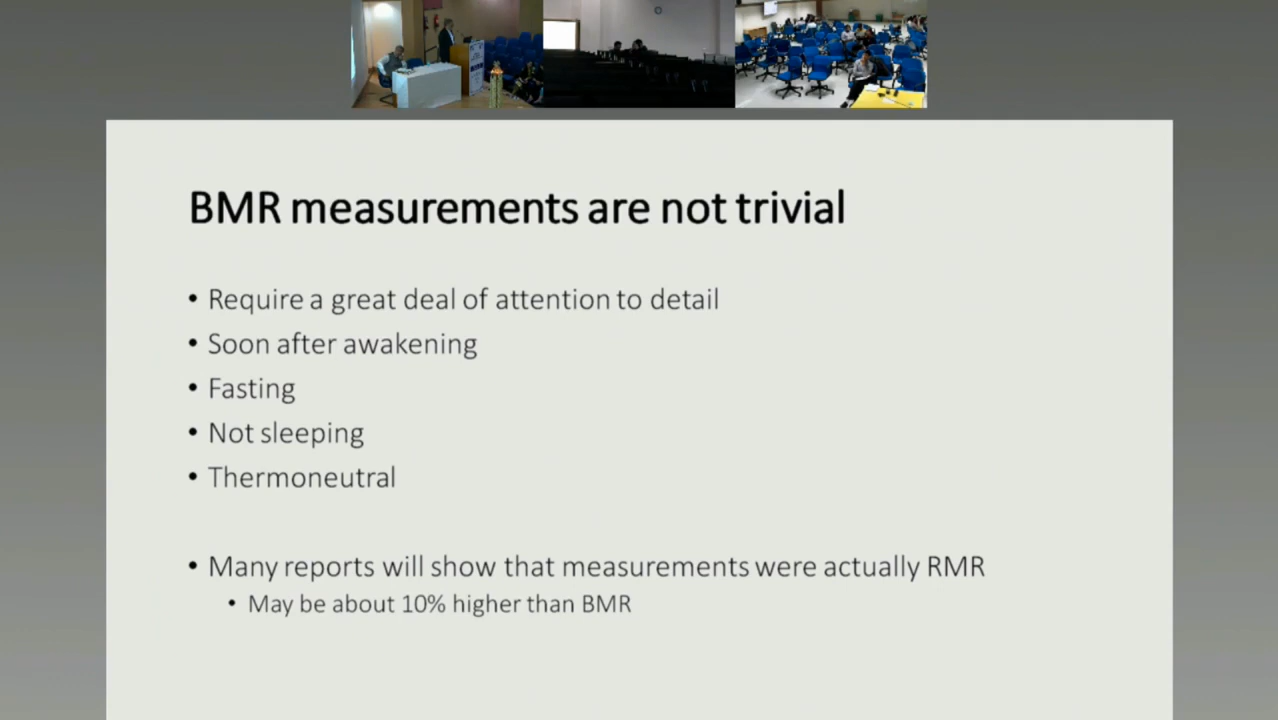 BMR measurements are not trivial
• Require a great deal of attention to detail
• Soon after awakening
• Fasting
• Not sleeping
• Thermoneutral
• Many reports will show that measurements were actually RMR
• May be about 10% higher than BMR